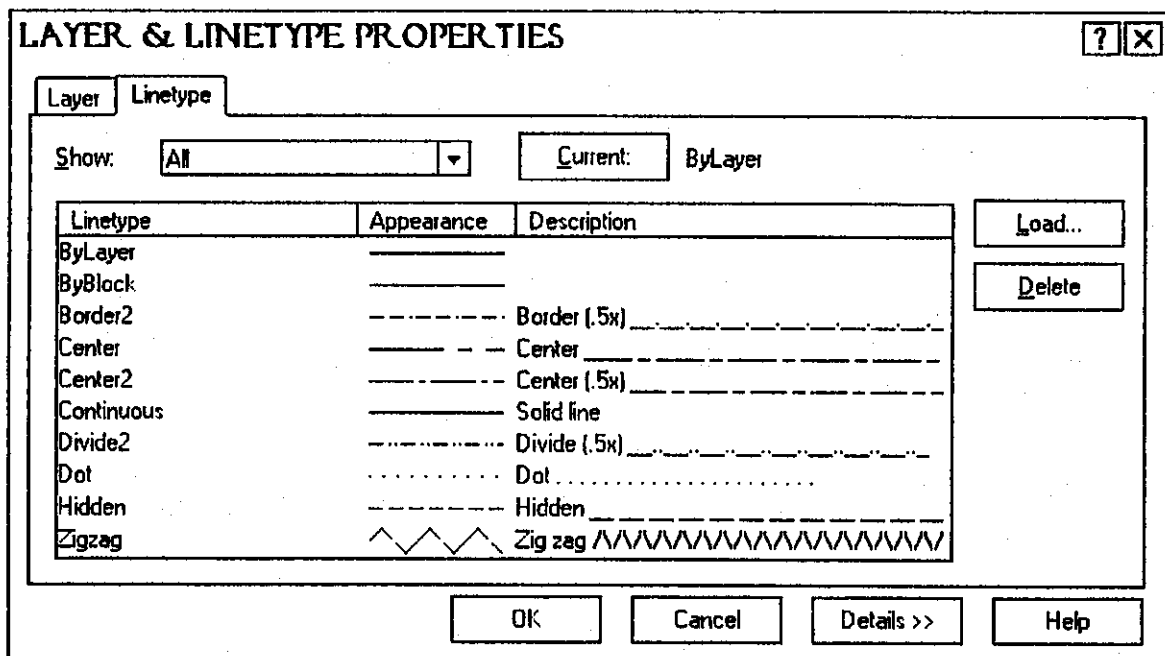 LAYER & LINETYPE PROPERTIES
? X
Layer Linetype
Show: All Current: ByLayer
Linetype Appearance Description
Load...
ByLayer
ByBlock
Delete
Border2 Border (.5x)
Center Center
Center2 Center (.5x)
Continuous Solid line
Divide2 Divide (.5x)
Dot Dot
Hidden Hidden
Zigzag Zig zag
OK Cancel Details >> Help